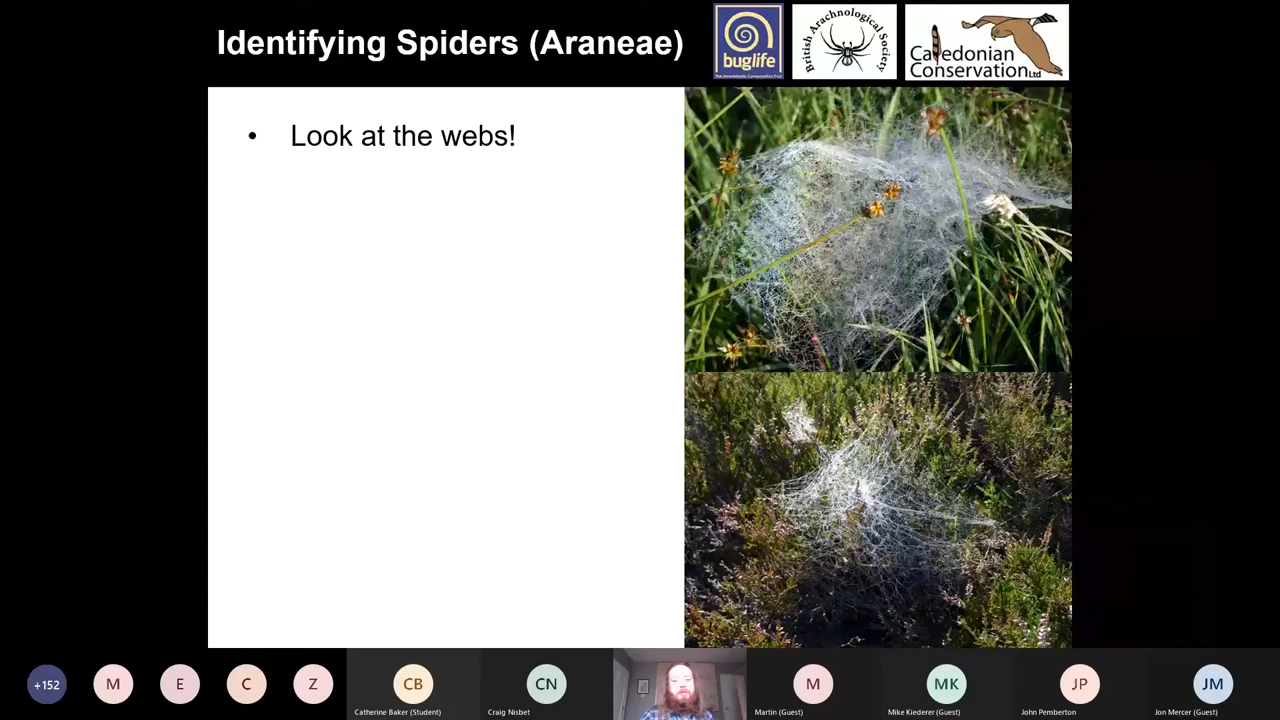 Identifying Spiders (Araneae)
buglife
British Arachnological Society
Caledonian
Conservation Ltd
• Look at the webs!
+152
M
E
C
Z
CB
Catherine Baker (Student)
CN
Craig Nisbet
M
Martin (Guest)
MK
Mike Kiederer (Guest)
JP
John Pemberton
JM
Jon Mercer (Guest)